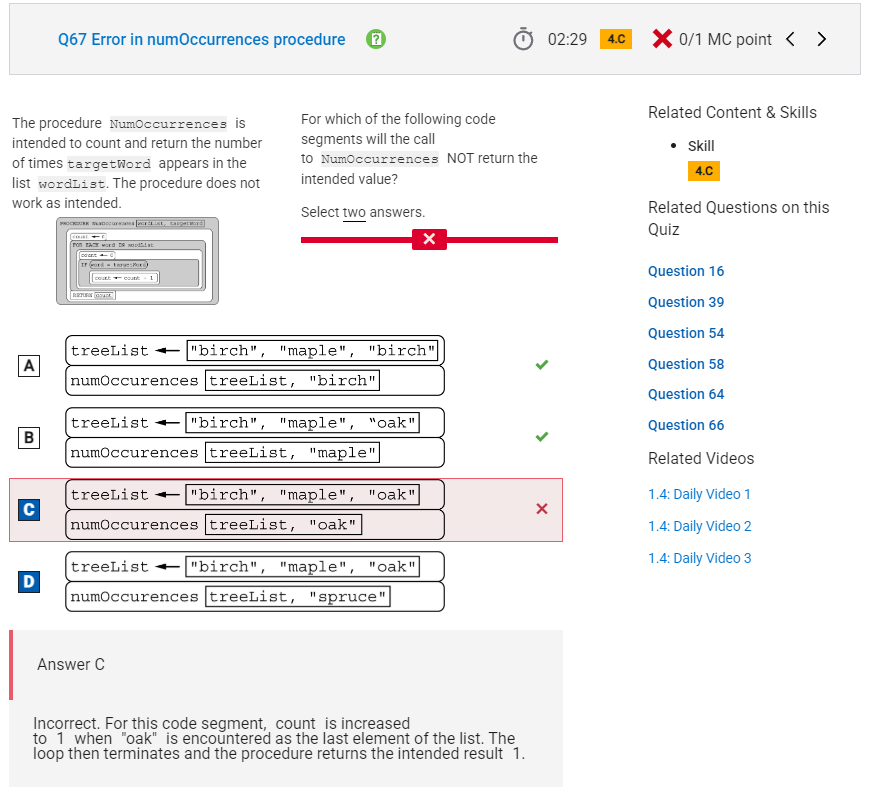 Q67 Error in numOccurrences procedure
?
02:29
4.C
0/1 MC point
The procedure NumOccurrences is
intended to count and return the number
of times targetWord appears in the
list wordList. The procedure does not
work as intended.
PROCEDURE NumOccurences wordList, targetWord
count ← 0
FOR EACH word IN wordList
count ← 0
IF word = targetWord
count ← count + 1
RETURN count
For which of the following code
segments will the call
to NumOccurrences NOT return the
intended value?
Select two answers.
A
treeList ← "birch", "maple", "birch"
numOccurences treeList, "birch"
B
treeList ← "birch", "maple", “oak"
numOccurences treeList, "maple"
C
treeList ← "birch", "maple", "oak"
numOccurences treeList, "oak"
D
treeList ← "birch", "maple", "oak"
numOccurences treeList, "spruce"
Answer C
Incorrect. For this code segment, count is increased
to 1 when "oak" is encountered as the last element of the list. The
loop then terminates and the procedure returns the intended result 1.
Related Content & Skills
• Skill
4.C
Related Questions on this
Quiz
Question 16
Question 39
Question 54
Question 58
Question 64
Question 66
Related Videos
1.4: Daily Video 1
1.4: Daily Video 2
1.4: Daily Video 3